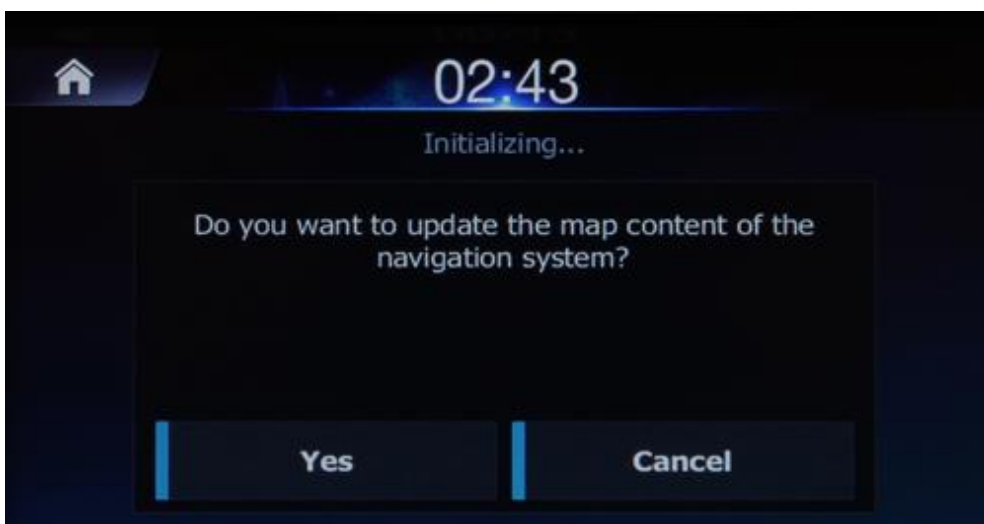 02:43
Initializing...
Do you want to update the map content of the
navigation system?
Yes
Cancel